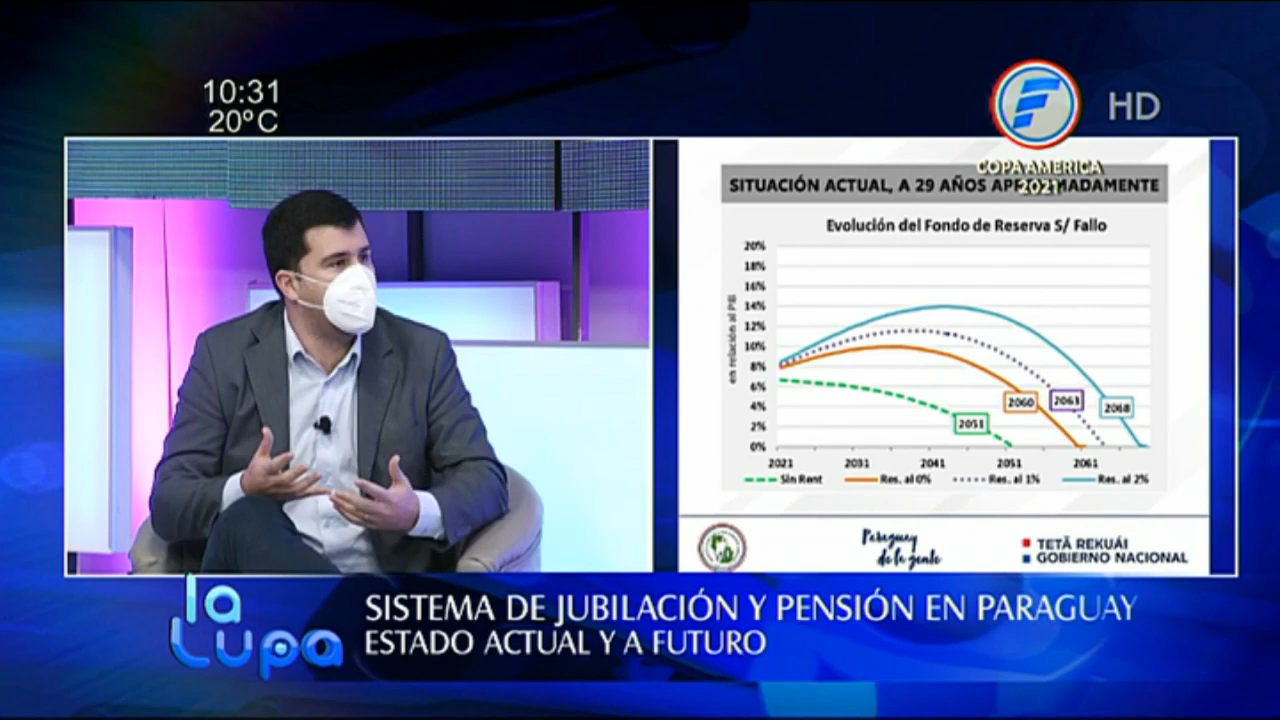 10:31
20°C
HD
COPA AMERICA
2021
SITUACIÓN ACTUAL, A 29 AÑOS
Evolución del Fondo de Reserva S/ Fallo
en relación al PIB
20%
18%
16%
14%
12%
10%
8%
6%
4%
2%
0%
2051
2060
2063
2068
2021
2031
2041
2051
2061
Sin Rent
Res. al 0%
Res. al 1%
Res. al 2%
Paraguay
de la gente
TETÃ REKUÁI
GOBIERNO NACIONAL
la
Lupa
SISTEMA DE JUBILACIÓN Y PENSIÓN EN PARAGUAY
ESTADO ACTUAL Y A FUTURO